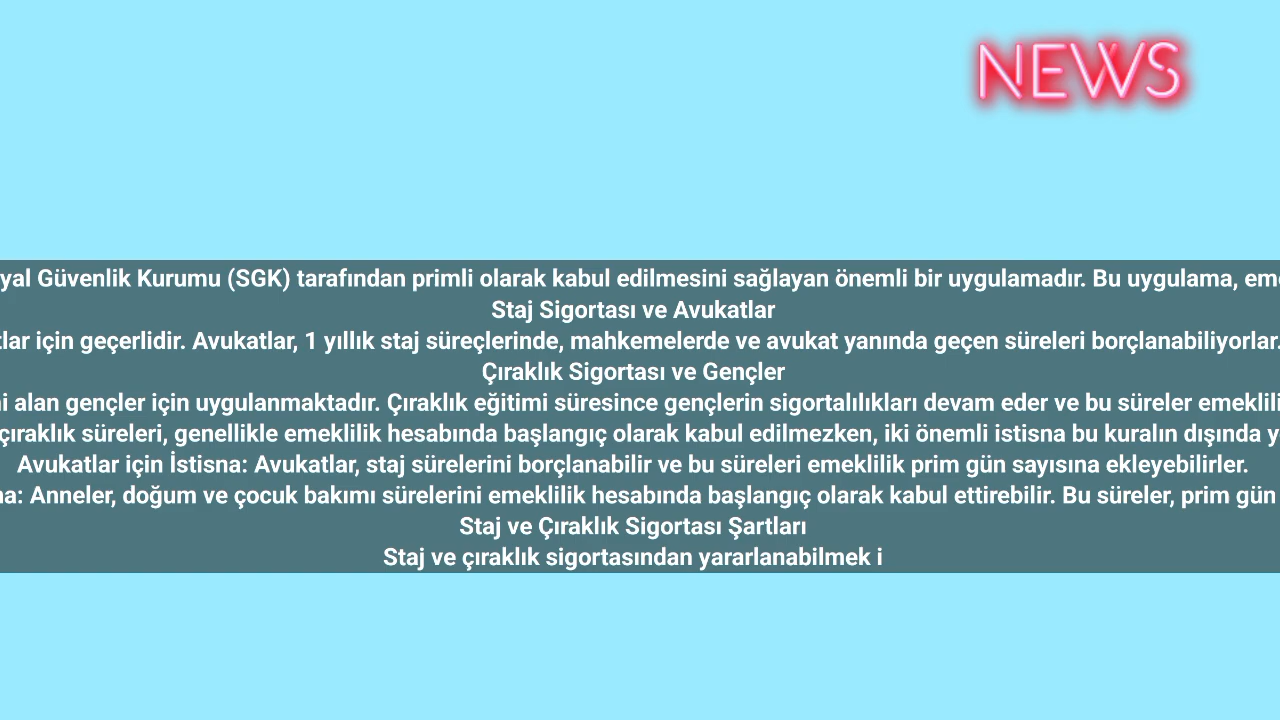 NEWS
Güvenlik Kurumu (SGK) tarafından primli olarak kabul edilmesini sağlayan önemli bir uygulamadır. Bu uygulama,
Staj Sigortası ve Avukatlar
için geçerlidir. Avukatlar, 1 yıllık staj süreçlerinde, mahkemelerde ve avukat yanında geçen süreleri borçlanabiliyorlar.
Çıraklık Sigortası ve Gençler
alan gençler için uygulanmaktadır. Çıraklık eğitimi süresince gençlerin sigortalılıkları devam eder ve bu süreler
çıraklık süreleri, genellikle emeklilik hesabında başlangıç olarak kabul edilmezken, iki önemli istisna bu kuralın dışında
Avukatlar için İstisna: Avukatlar, staj sürelerini borçlanabilir ve bu süreleri emeklilik prim gün sayısına ekleyebilirler.
Anneler, doğum ve çocuk bakımı sürelerini emeklilik hesabında başlangıç olarak kabul ettirebilir. Bu süreler, prim gün
Staj ve Çıraklık Sigortası Şartları
Staj ve çıraklık sigortasından yararlanabilmek i